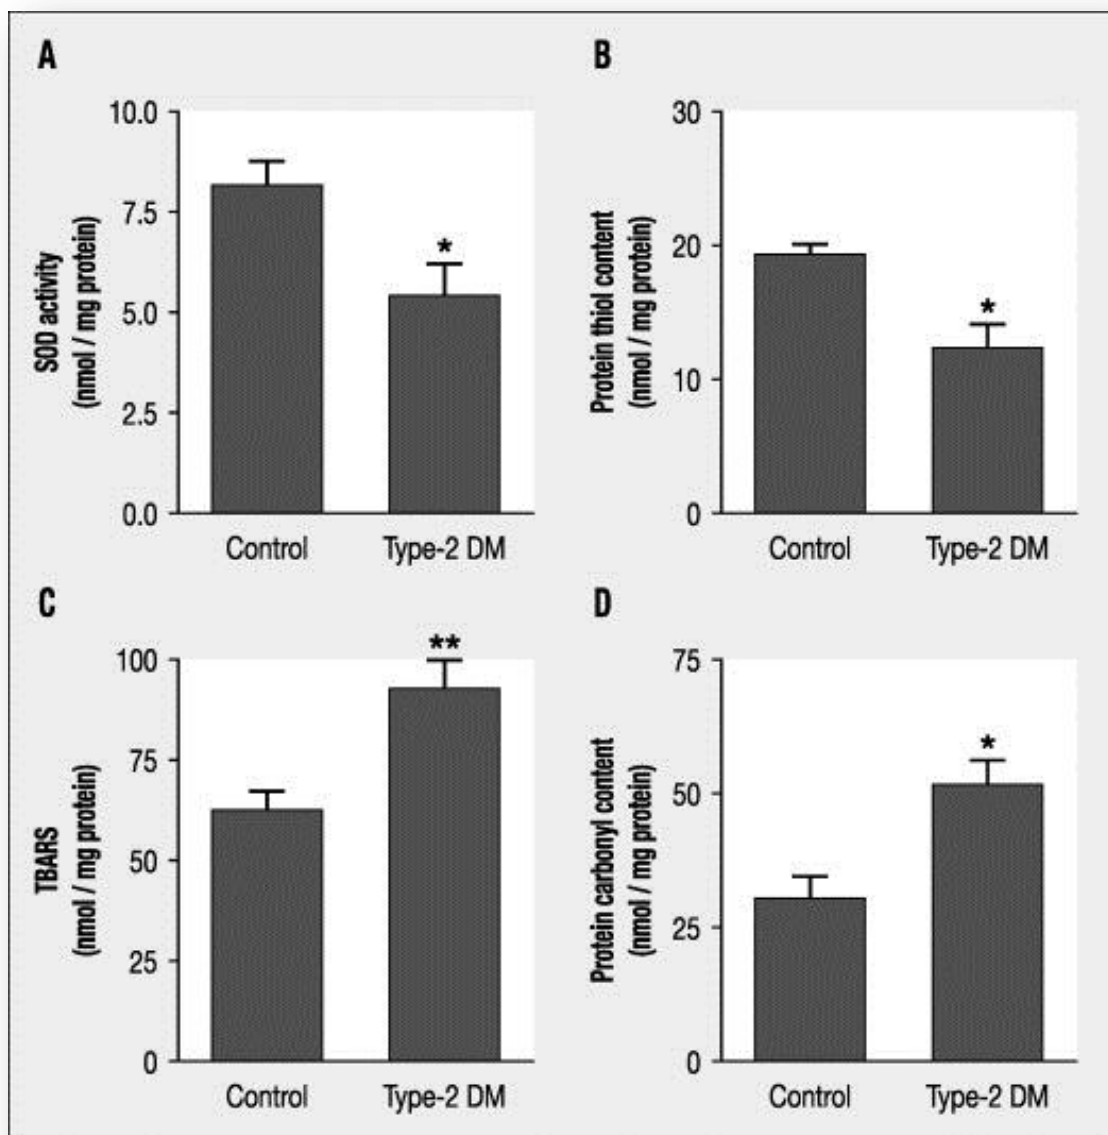 A
SOD activity
(nmol / mg protein)
10.0
7.5
5.0
2.5
0.0
*
Control
Type-2 DM
B
Protein thiol content
(nmol / mg protein)
30
20
10
0
*
Control
Type-2 DM
C
TBARS
(nmol / mg protein)
100
75
50
25
0
**
Control
Type-2 DM
D
Protein carbonyl content
(nmol / mg protein)
75
50
25
0
*
Control
Type-2 DM